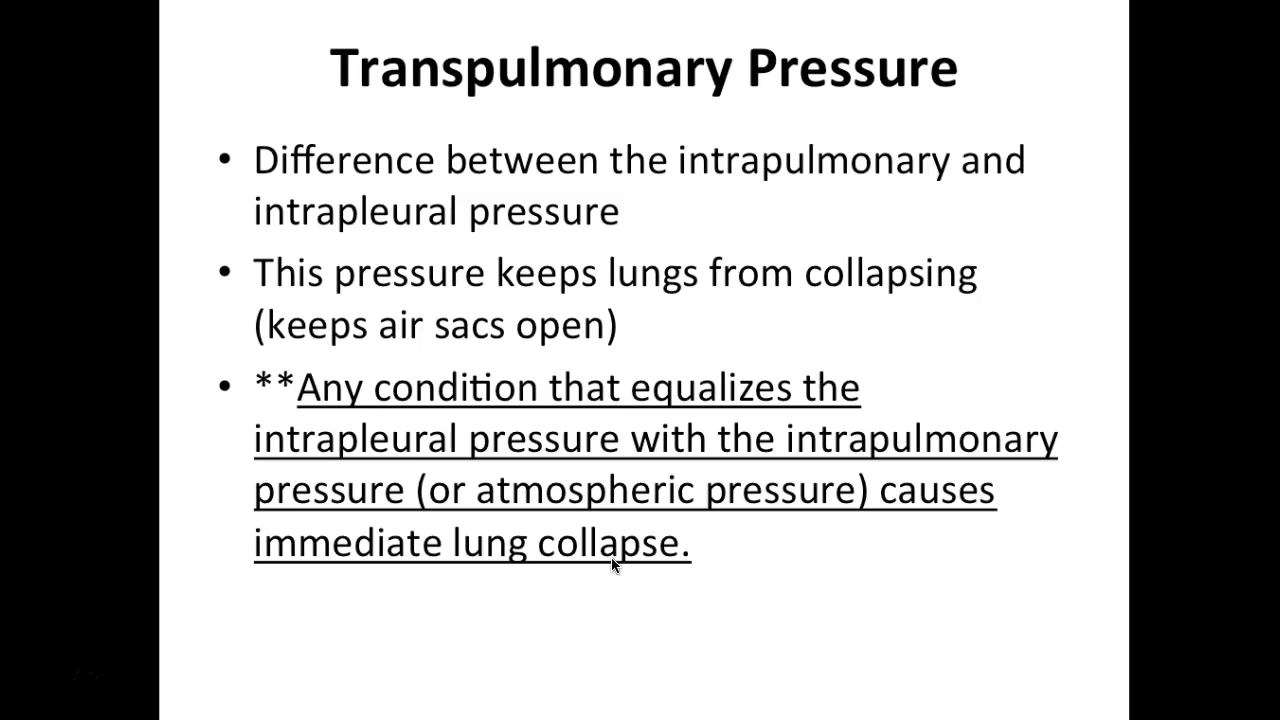 Transpulmonary Pressure
• Difference between the intrapulmonary and
intrapleural pressure
• This pressure keeps lungs from collapsing
(keeps air sacs open)
• **Any condition that equalizes the
intrapleural pressure with the intrapulmonary
pressure (or atmospheric pressure) causes
immediate lung collapse.